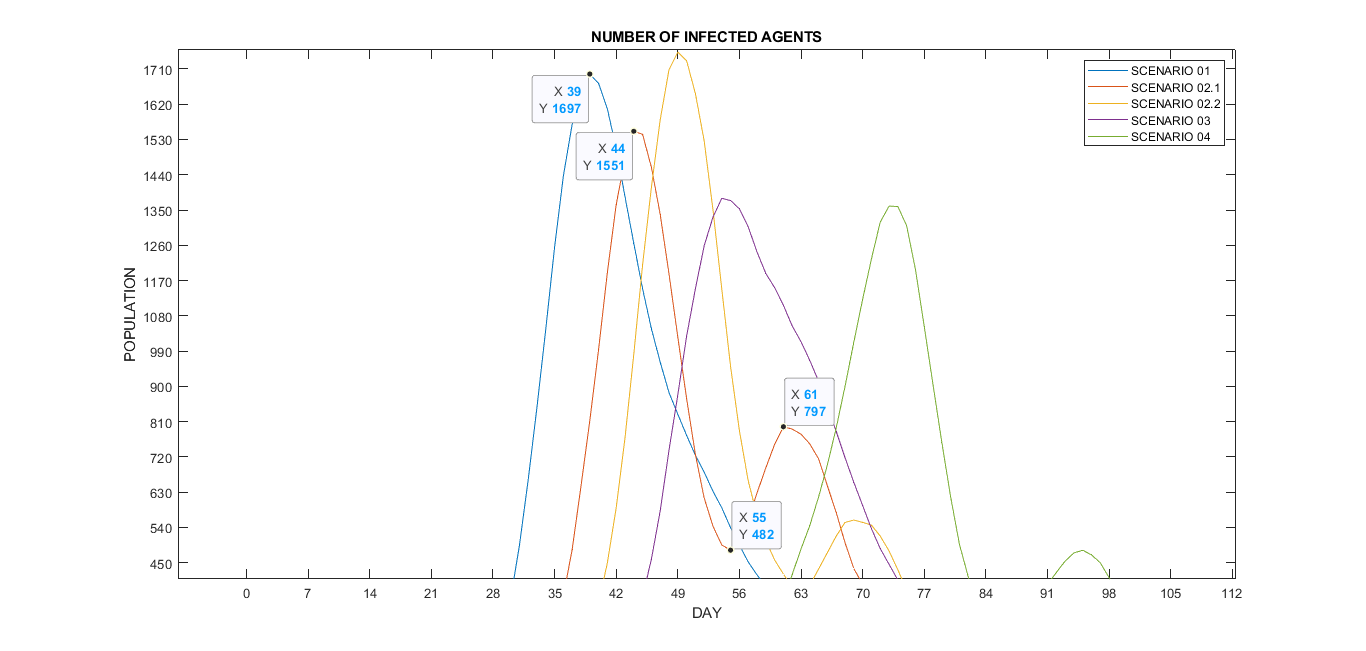 NUMBER OF INFECTED AGENTS
SCENARIO 01
SCENARIO 02.1
SCENARIO 02.2
SCENARIO 03
SCENARIO 04
X 39
Y 1697
X 44
Y 1551
X 61
Y 797
X 55
Y 482
POPULATION
1710
1620
1530
1440
1350
1260
1170
1080
990
900
810
720
630
540
450
0 7 14 21 28 35 42 49 56 63 70 77 84 91 98 105 112
DAY